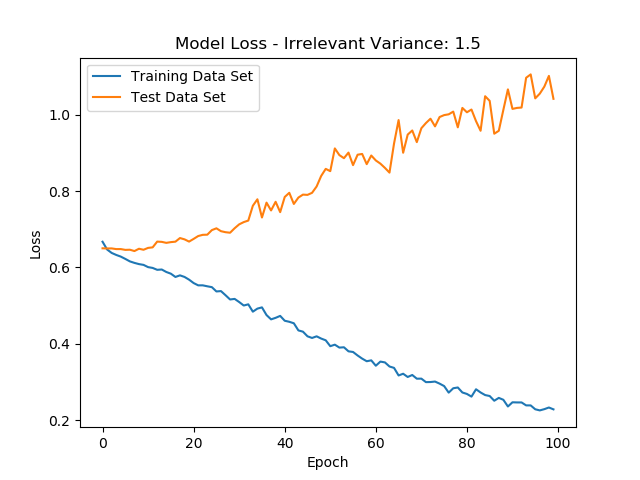 Model Loss - Irrelevant Variance: 1.5
Training Data Set
Test Data Set
Loss
1.0
0.8
0.6
0.4
0.2
0 20 40 60 80 100
Epoch